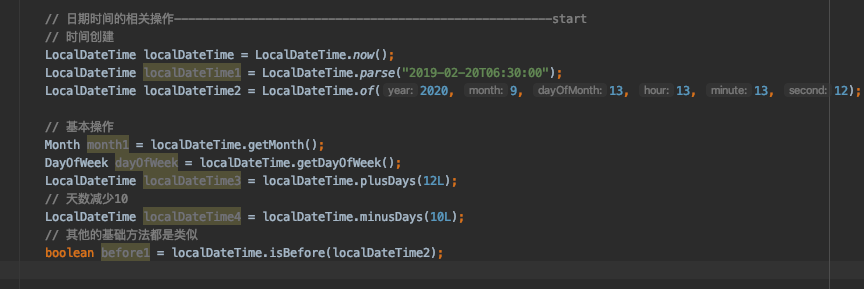 // 日期时间的相关操作------------------------------------------------------start
// 时间创建
LocalDateTime localDateTime = LocalDateTime.now();
LocalDateTime localDateTime1 = LocalDateTime.parse("2019-02-20T06:30:00");
LocalDateTime localDateTime2 = LocalDateTime.of( year: 2020, month: 9, dayOfMonth: 13, hour: 13, minute: 13, second: 12);
// 基本操作
Month month1 = localDateTime.getMonth();
DayOfWeek dayOfWeek = localDateTime.getDayOfWeek();
LocalDateTime localDateTime3 = localDateTime.plusDays(12L);
// 天数减少10
LocalDateTime localDateTime4 = localDateTime.minusDays(10L);
// 其他的基础方法都是类似
boolean before1 = localDateTime.isBefore(localDateTime2);